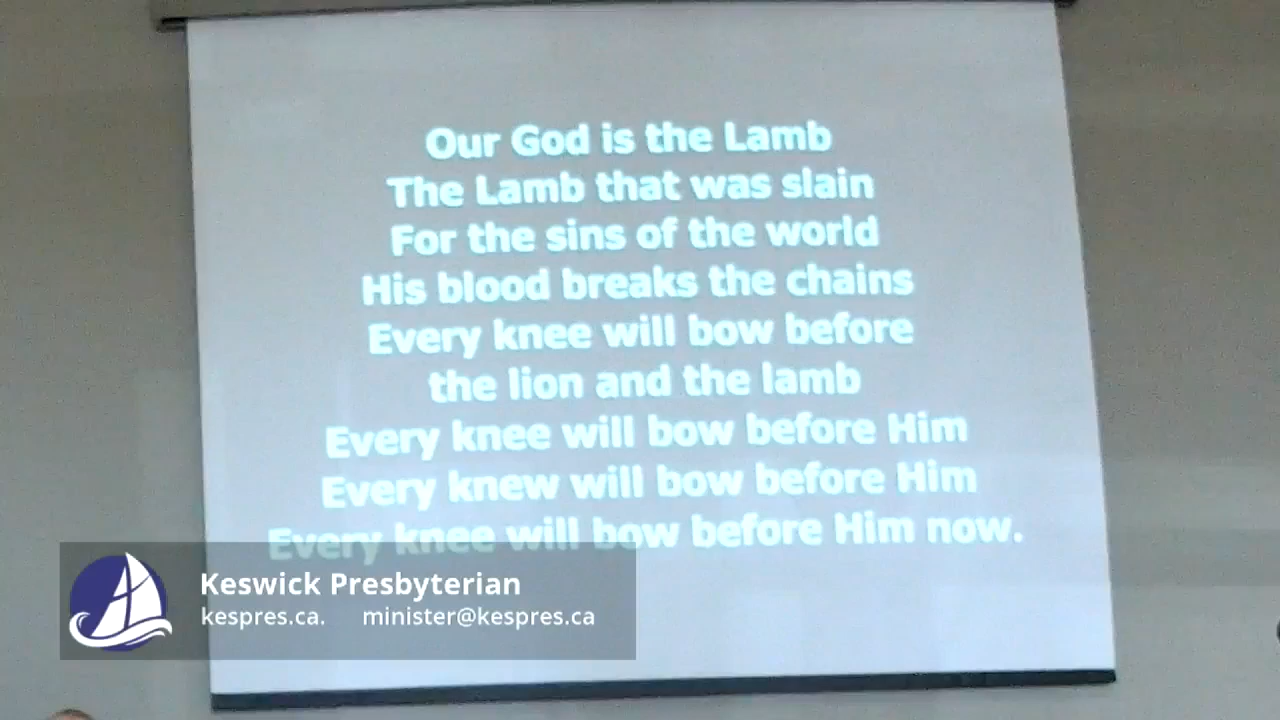 Our God is the Lamb
The Lamb that was slain
For the sins of the world
His blood breaks the chains
Every knee will bow before
the lion and the lamb
Every knee will bow before Him
Every knew will bow before Him
Every knee will bow before Him now.
Keswick Presbyterian
kespres.ca. minister@kespres.ca